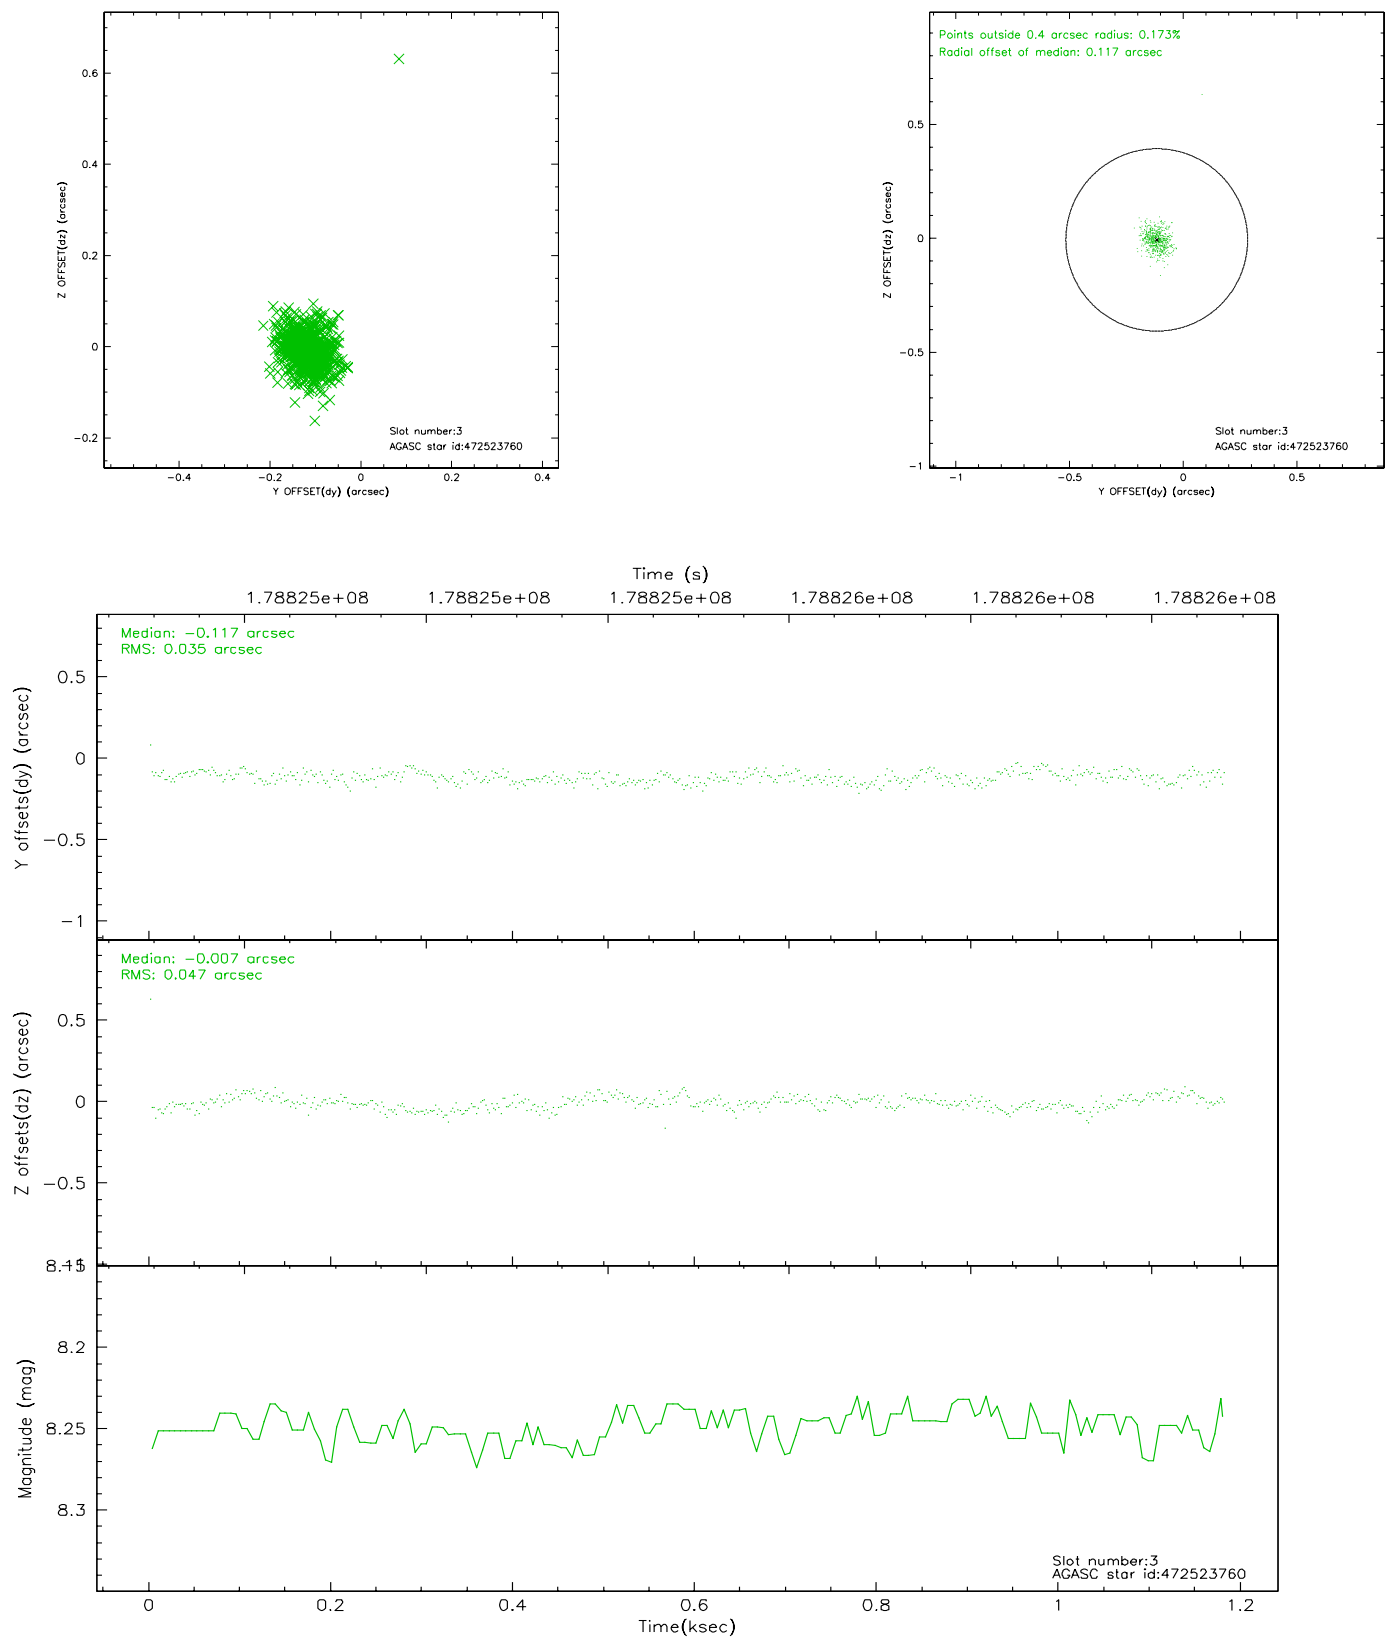 0.6
0.4
0.2
0
−0.2
Z OFFSET(dz) (arcsec)
Slot number:3
AGASC star id:472523760
−0.4
−0.2
0
0.2
0.4
Y OFFSET(dy) (arcsec)
Points outside 0.4 arcsec radius: 0.173%
Radial offset of median: 0.117 arcsec
0.5
0
−0.5
−1
Z OFFSET(dz) (arcsec)
Slot number:3
AGASC star id:472523760
−1
−0.5
0
0.5
Y OFFSET(dy) (arcsec)
Time (s)
1.78825e+08
1.78825e+08
1.78825e+08
1.78826e+08
1.78826e+08
1.78826e+08
Median: −0.117 arcsec
RMS: 0.035 arcsec
0.5
0
−0.5
−1
Y offsets(dy) (arcsec)
Median: −0.007 arcsec
RMS: 0.047 arcsec
0.5
0
−0.5
Z offsets(dz) (arcsec)
8.2
8.25
8.3
Magnitude (mag)
Slot number:3
AGASC star id:472523760
0
0.2
0.4
0.6
0.8
1
1.2
Time(ksec)